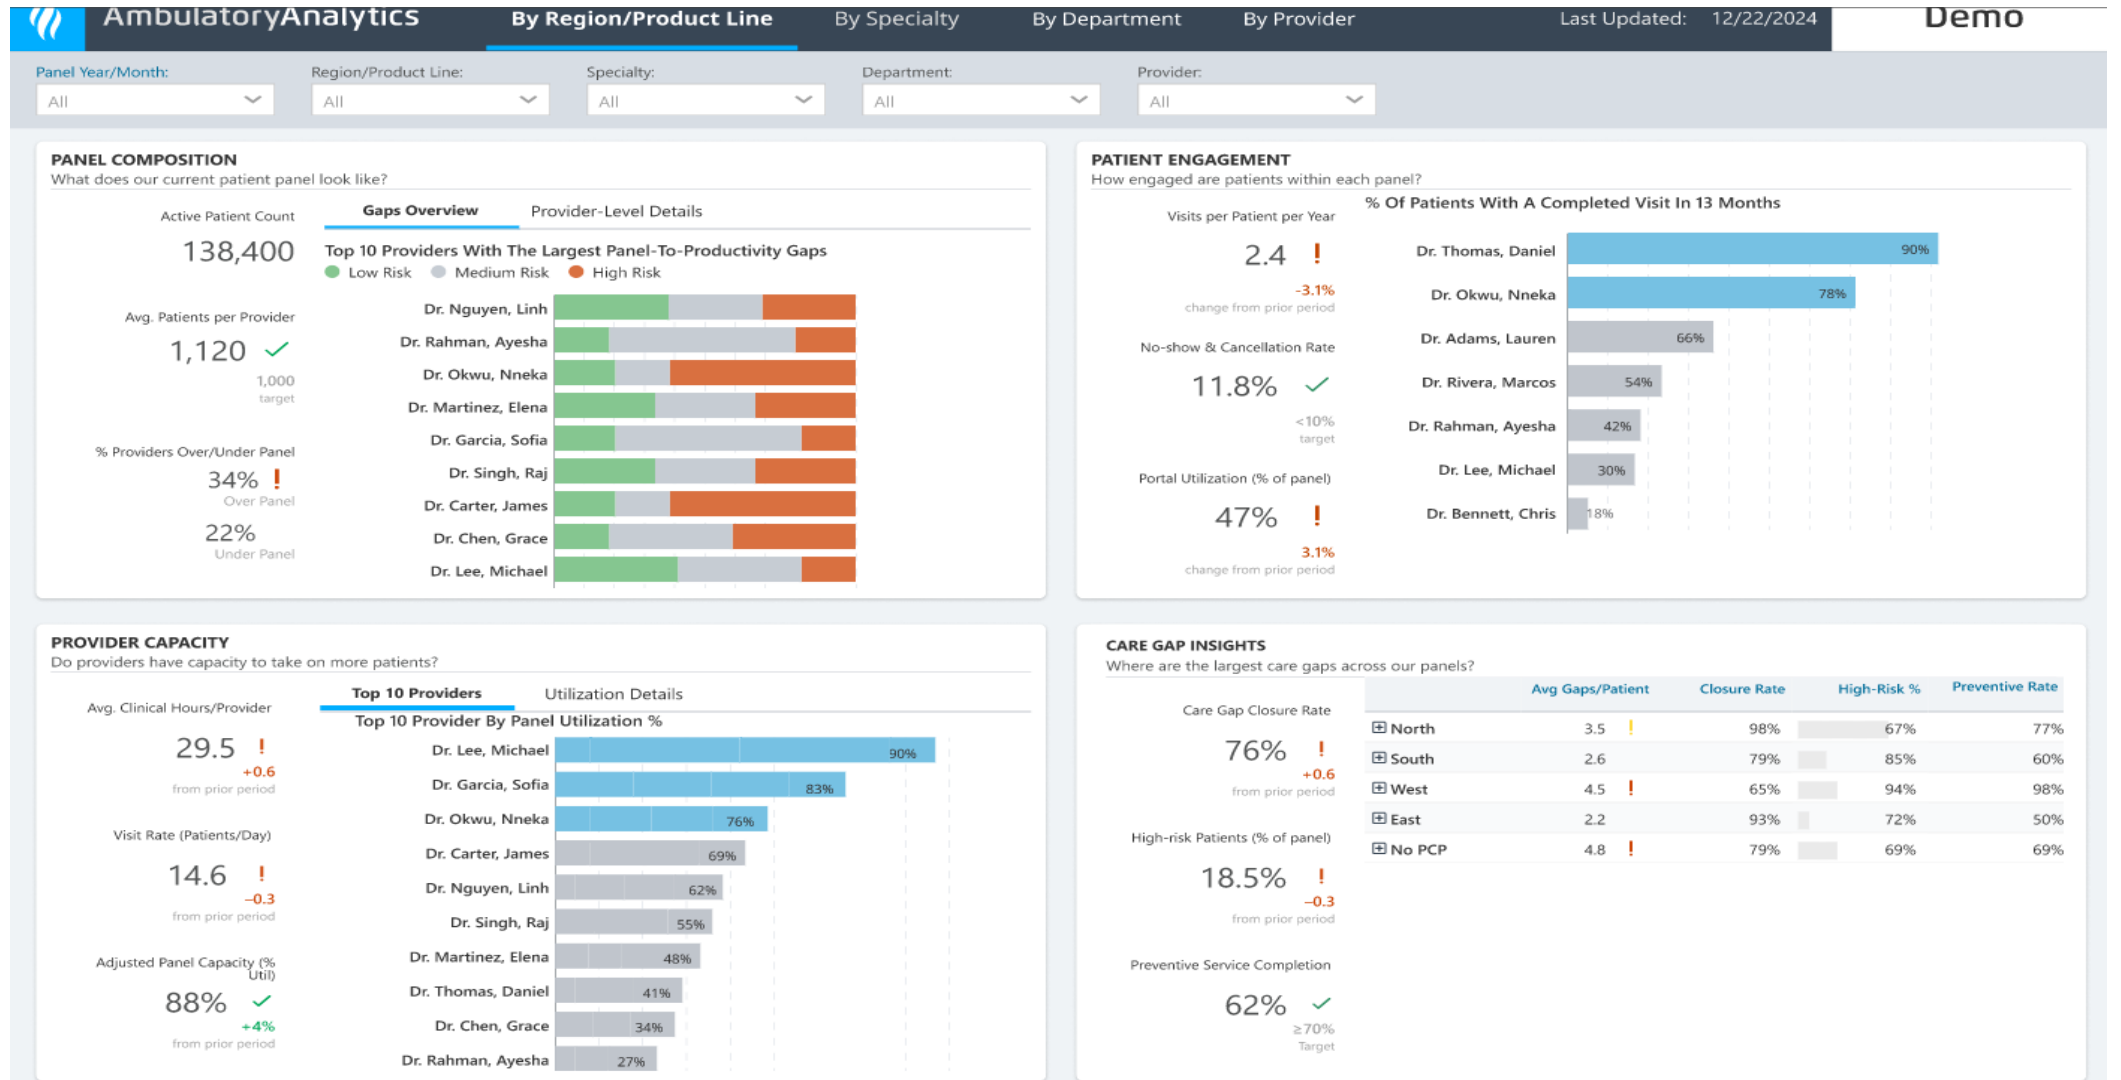 AmbulatoryAnalytics By Region/Product Line By Specialty By Department By Provider Last Updated: 12/22/2024 Demo
Panel Year/Month: Region/Product Line: Specialty: Department: Provider:
All All All All All
PANEL COMPOSITION
What does our current patient panel look like?
Active Patient Count
138,400
Avg. Patients per Provider
1,120
1,000
target
% Providers Over/Under Panel
34% !
Over Panel
22%
Under Panel
Gaps Overview Provider-Level Details
Top 10 Providers With The Largest Panel-To-Productivity Gaps
Low Risk Medium Risk High Risk
Dr. Nguyen, Linh
Dr. Rahman, Ayesha
Dr. Okwu, Nneka
Dr. Martinez, Elena
Dr. Garcia, Sofia
Dr. Singh, Raj
Dr. Carter, James
Dr. Chen, Grace
Dr. Lee, Michael
PATIENT ENGAGEMENT
How engaged are patients within each panel?
Visits per Patient per Year
2.4 !
-3.1%
change from prior period
No-show & Cancellation Rate
11.8%
<10%
target
Portal Utilization (% of panel)
47% !
3.1%
change from prior period
% Of Patients With A Completed Visit In 13 Months
Dr. Thomas, Daniel 90%
Dr. Okwu, Nneka 78%
Dr. Adams, Lauren 66%
Dr. Rivera, Marcos 54%
Dr. Rahman, Ayesha 42%
Dr. Lee, Michael 30%
Dr. Bennett, Chris 18%
PROVIDER CAPACITY
Do providers have capacity to take on more patients?
Avg. Clinical Hours/Provider
29.5 !
+0.6
from prior period
Visit Rate (Patients/Day)
14.6 !
−0.3
from prior period
Adjusted Panel Capacity (%
Util)
88%
+4%
from prior period
Top 10 Providers Utilization Details
Top 10 Provider By Panel Utilization %
Dr. Lee, Michael 90%
Dr. Garcia, Sofia 83%
Dr. Okwu, Nneka 76%
Dr. Carter, James 69%
Dr. Nguyen, Linh 62%
Dr. Singh, Raj 55%
Dr. Martinez, Elena 48%
Dr. Thomas, Daniel 41%
Dr. Chen, Grace 34%
Dr. Rahman, Ayesha 27%
CARE GAP INSIGHTS
Where are the largest care gaps across our panels?
Care Gap Closure Rate
76% !
+0.6
from prior period
High-risk Patients (% of panel)
18.5% !
−0.3
from prior period
Preventive Service Completion
62%
≥70%
Target
Avg Gaps/Patient Closure Rate High-Risk % Preventive Rate
North 3.5 ! 98% 67% 77%
South 2.6 79% 85% 60%
West 4.5 ! 65% 94% 98%
East 2.2 93% 72% 50%
No PCP 4.8 ! 79% 69% 69%